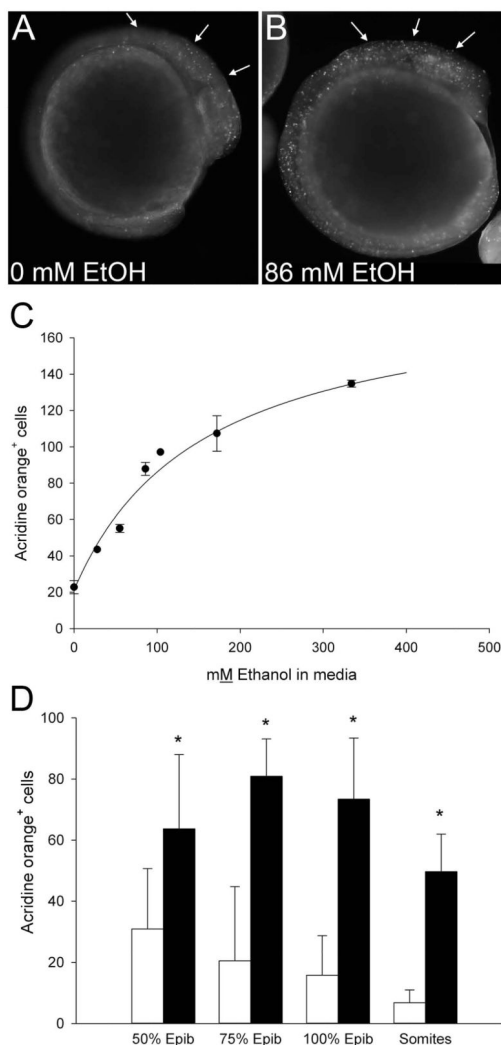 A
B
0 mM EtOH
86 mM EtOH
C
160
140
120
100
80
60
40
20
0
Acridine orange+ cells
0 100 200 300 400 500
mM Ethanol in media
D
100
80
60
40
20
0
Acridine orange+ cells
* * * *
50% Epib 75% Epib 100% Epib Somites